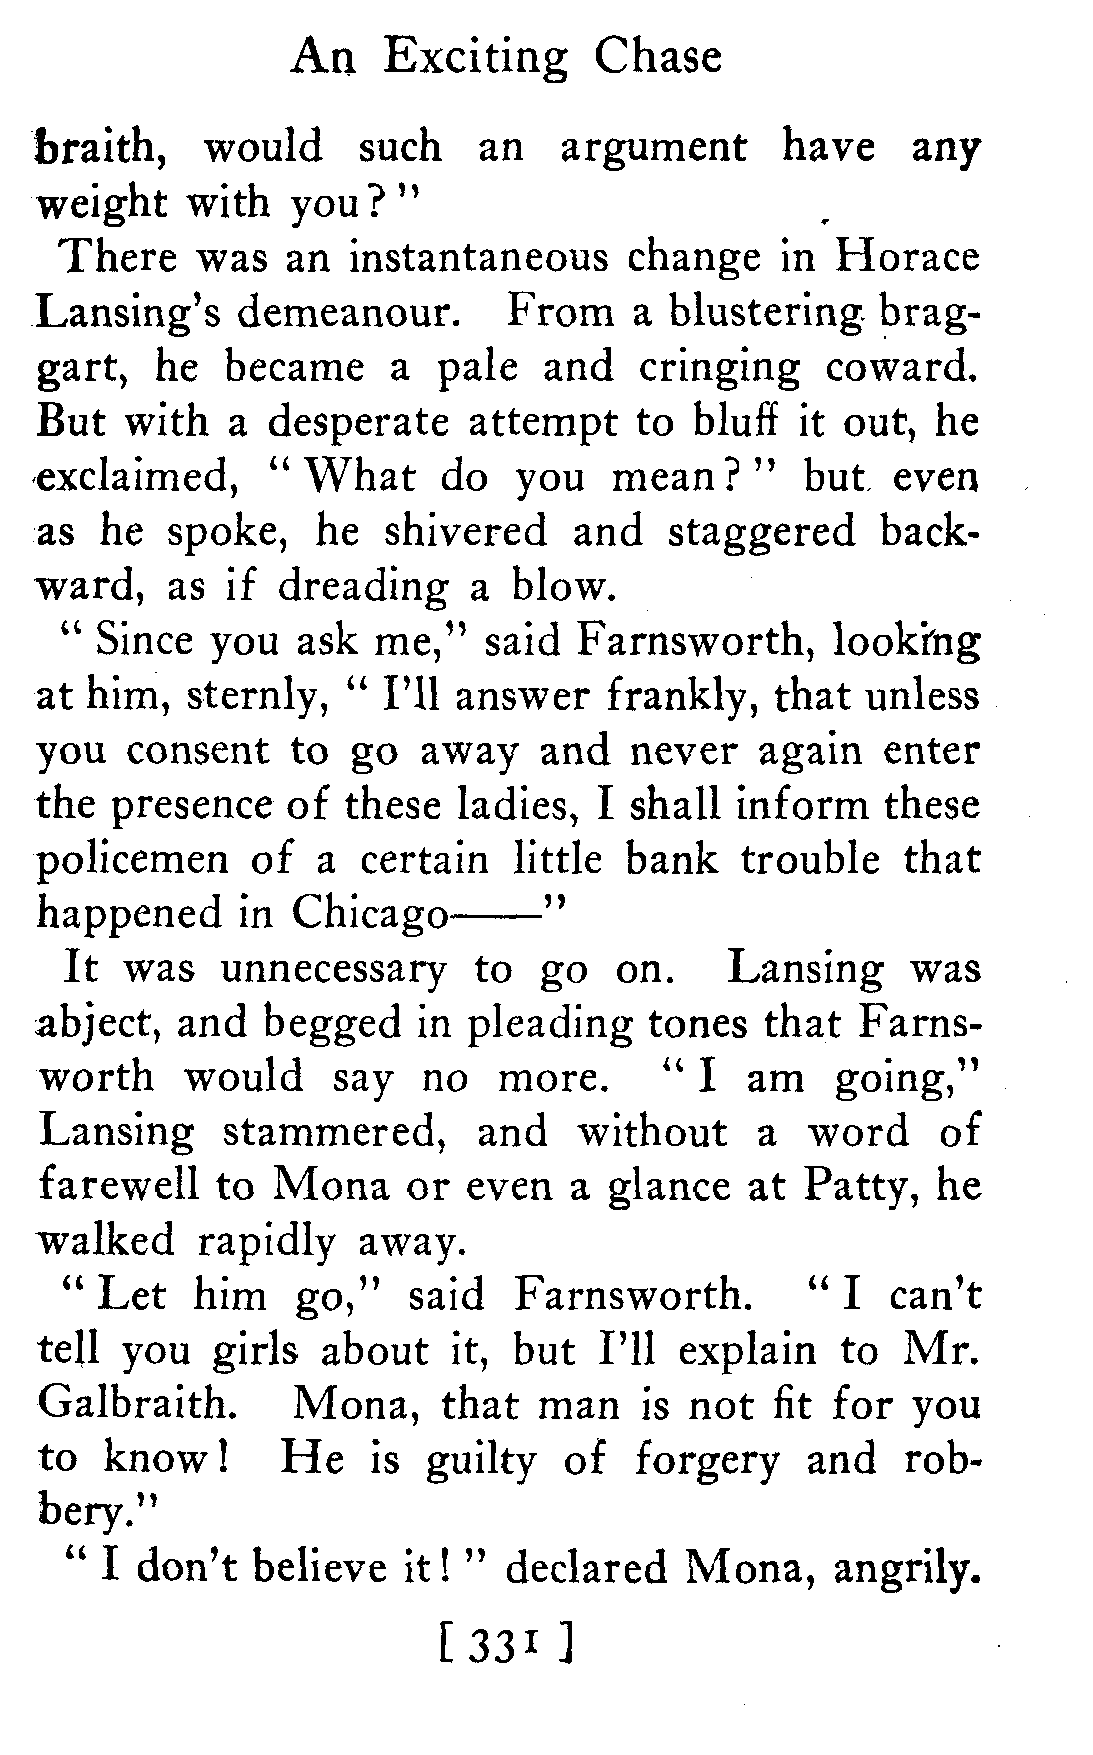 An Exciting Chase
braith, would such an argument have any
weight with you? "
There was an instantaneous change in Horace
Lansing's demeanour. From a blustering brag-
gart, he became a pale and cringing coward.
But with a desperate attempt to bluff it out, he
exclaimed, " What do you mean? " but even
as he spoke, he shivered and staggered back-
ward, as if dreading a blow.
" Since you ask me," said Farnsworth, looking
at him, sternly, " I'll answer frankly, that unless
you consent to go away and never again enter
the presence of these ladies, I shall inform these
policemen of a certain little bank trouble that
happened in Chicago——"
It was unnecessary to go on. Lansing was
abject, and begged in pleading tones that Farns-
worth would say no more. " I am going,"
Lansing stammered, and without a word of
farewell to Mona or even a glance at Patty, he
walked rapidly away.
" Let him go," said Farnsworth. " I can't
tell you girls about it, but I'll explain to Mr.
Galbraith. Mona, that man is not fit for you
to know! He is guilty of forgery and rob-
bery."
" I don't believe it! " declared Mona, angrily.
[ 331 ]